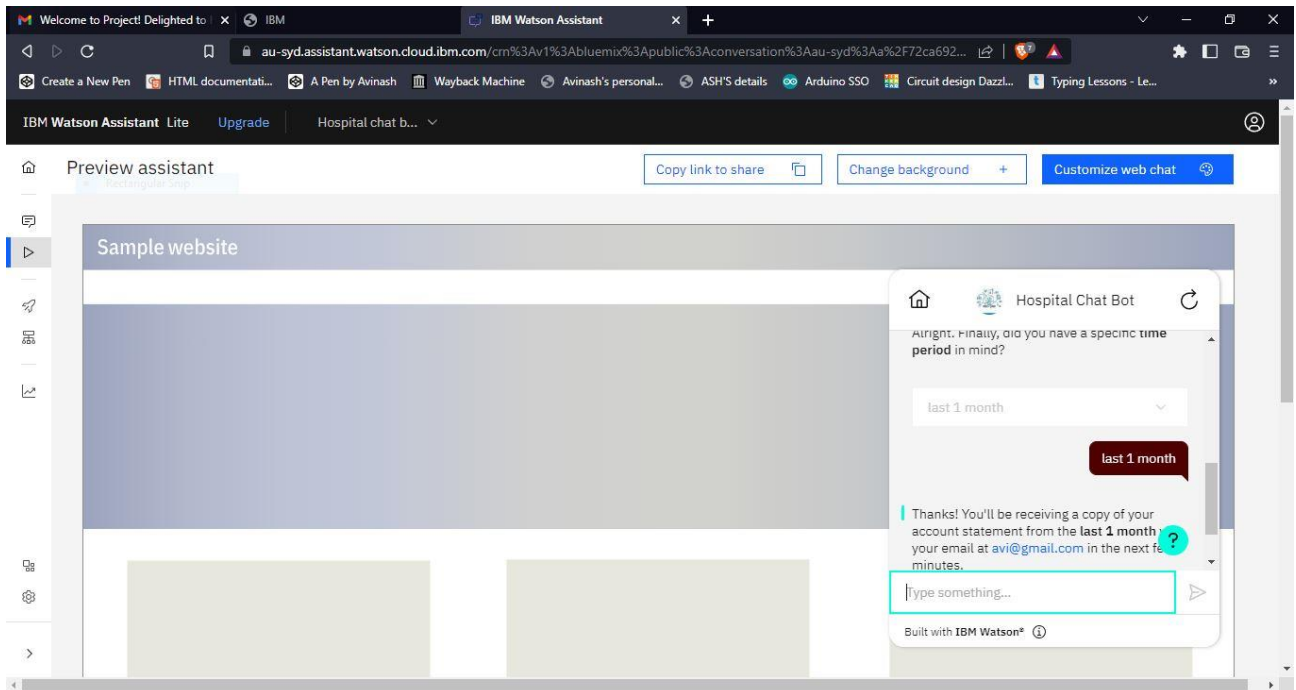 Welcome to Project! Delighted to
IBM
IBM Watson Assistant
au-syd.assistant.watson.cloud.ibm.com/crn%3Av1%3Abluemix%3Apublic%3Aconversation%3Aau-syd%3Aa%2F72ca692...
Create a New Pen
HTML documentati...
A Pen by Avinash
Wayback Machine
Avinash's personal...
ASH'S details
Arduino SSO
Circuit design Dazzl...
Typing Lessons - Le...
IBM Watson Assistant Lite
Upgrade
Hospital chat b...
Preview assistant
Rectangular Snip
Copy link to share
Change background +
Customize web chat
Sample website
Hospital Chat Bot
Alright. Finally, did you have a specific time
period in mind?
last 1 month
last 1 month
Thanks! You'll be receiving a copy of your
account statement from the last 1 month
your email at avi@gmail.com in the next
minutes.
?
Type something...
Built with IBM Watson®